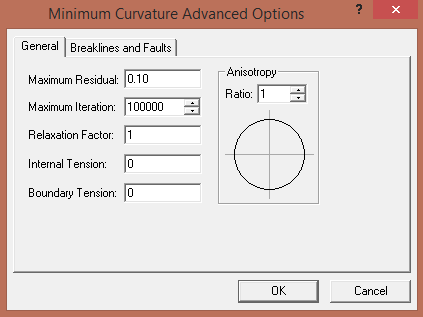 Minimum Curvature Advanced Options
?
General
Breaklines and Faults
Maximum Residual: 0.10
Maximum Iteration: 100000
Relaxation Factor: 1
Internal Tension: 0
Boundary Tension: 0
Anisotropy
Ratio: 1
OK
Cancel